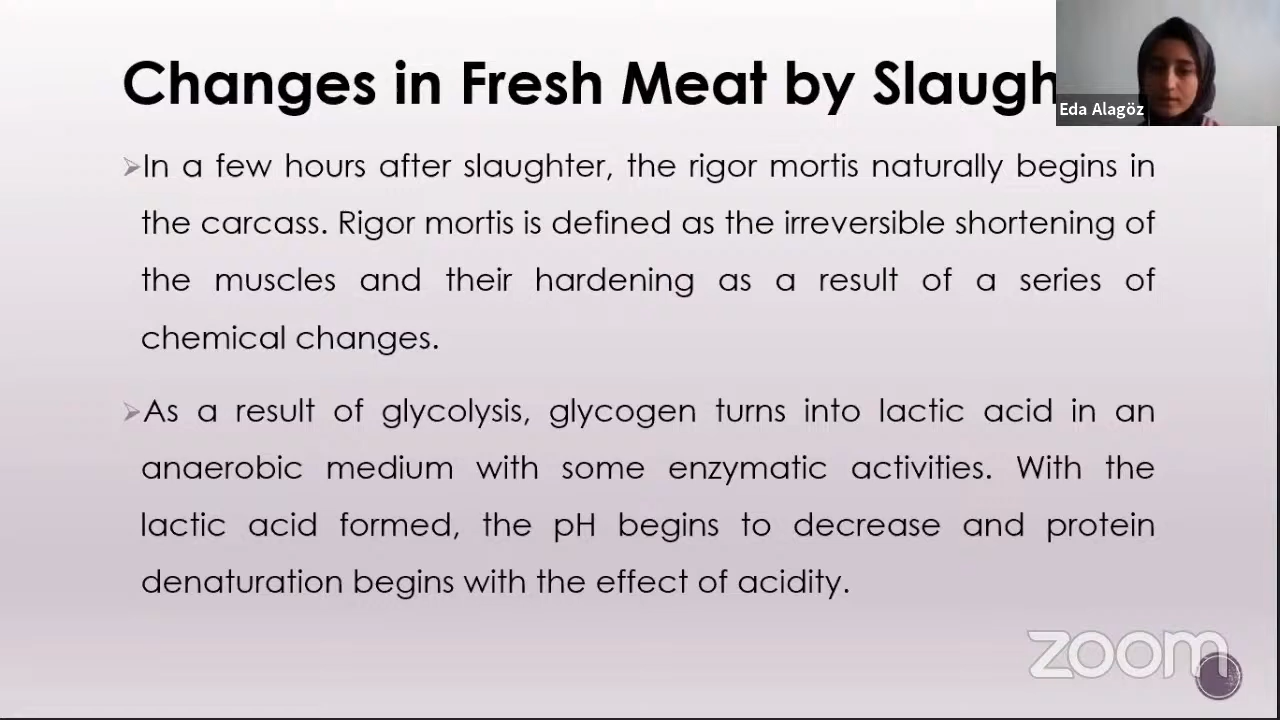 Changes in Fresh Meat by Slaugh
Eda Alagöz
➢In a few hours after slaughter, the rigor mortis naturally begins in
the carcass. Rigor mortis is defined as the irreversible shortening of
the muscles and their hardening as a result of a series of
chemical changes.
➢As a result of glycolysis, glycogen turns into lactic acid in an
anaerobic medium with some enzymatic activities. With the
lactic acid formed, the pH begins to decrease and protein
denaturation begins with the effect of acidity.
zoom